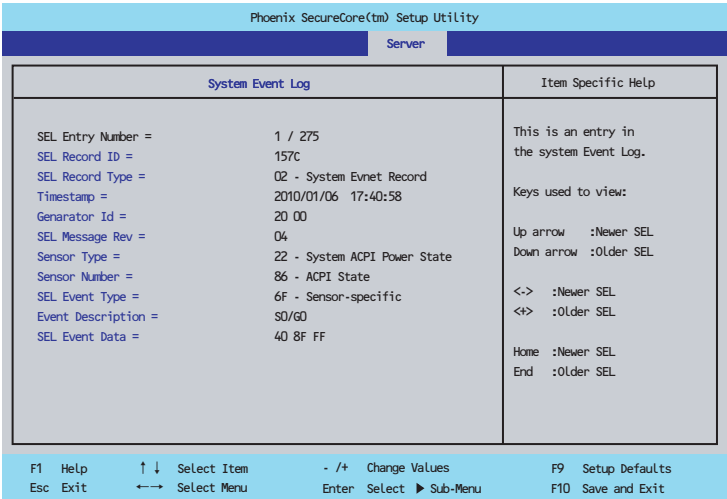 Phoenix SecureCore(tm) Setup Utility
Server
System Event Log
SEL Entry Number = 1 / 275
SEL Record ID = 157C
SEL Record Type = 02 - System Evnet Record
Timestamp = 2010/01/06 17:40:58
Genarator Id = 20 00
SEL Message Rev = 04
Sensor Type = 22 - System ACPI Power State
Sensor Number = 86 - ACPI State
SEL Event Type = 6F - Sensor-specific
Event Description = S0/G0
SEL Event Data = 40 8F FF
Item Specific Help
This is an entry in
the system Event Log.
Keys used to view:
Up arrow :Newer SEL
Down arrow :Older SEL
<-> :Newer SEL
<+> :Older SEL
Home :Newer SEL
End :Older SEL
F1 Help ↑↓ Select Item - /+ Change Values F9 Setup Defaults
Esc Exit ←→ Select Menu Enter Select ▶ Sub-Menu F10 Save and Exit